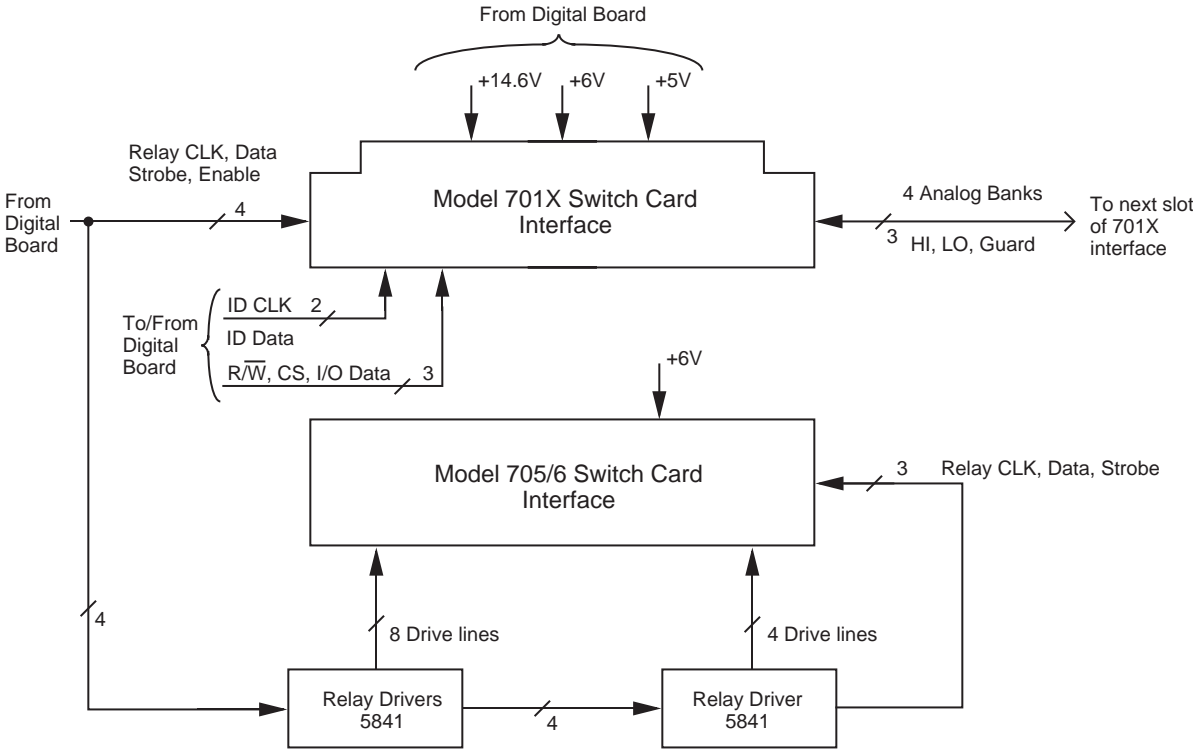 From Digital Board
+14.6V
+6V
+5V
Relay CLK, Data
Strobe, Enable
From
Digital
Board
4
Model 701X Switch Card
Interface
4 Analog Banks
3
HI, LO, Guard
To next slot
of 701X
interface
To/From
Digital
Board
ID CLK 2
ID Data
R/W̅, CS, I/O Data 3
+6V
Model 705/6 Switch Card
Interface
3 Relay CLK, Data, Strobe
4
8 Drive lines
4 Drive lines
Relay Drivers
5841
4
Relay Driver
5841